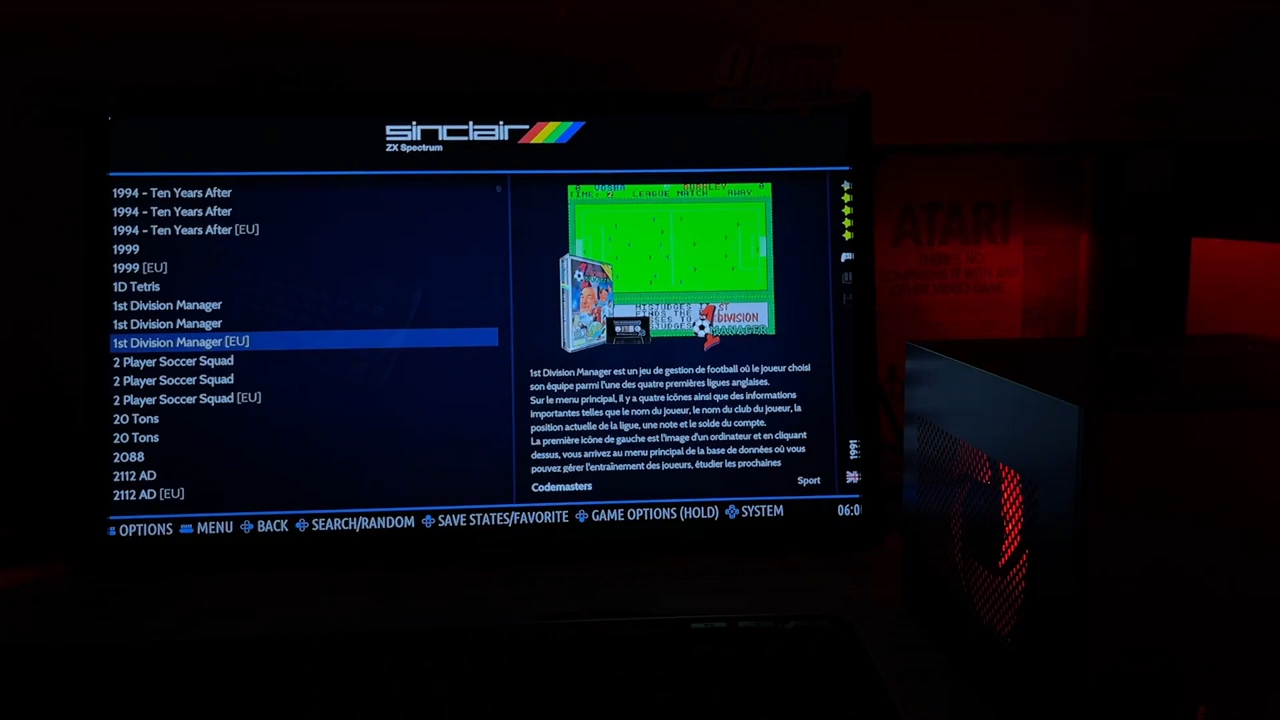 sinclair
ZX Spectrum
1994 - Ten Years After
1994 - Ten Years After
1994 - Ten Years After [EU]
1999
1999 [EU]
1D Tetris
1st Division Manager
1st Division Manager
1st Division Manager [EU]
2 Player Soccer Squad
2 Player Soccer Squad
2 Player Soccer Squad [EU]
20 Tons
20 Tons
2088
2112 AD
2112 AD [EU]
TIME: 2 LEAGUE MATCH AWAY
MISJUDGES
FINDS THE
1ST
DIVISION
MANAGER
1st Division Manager est un jeu de gestion de football où le joueur choisi
son équipe parmi l'une des quatre premières ligues anglaises.
Sur le menu principal, il y a quatre icônes ainsi que des informations
importantes telles que le nom du joueur, le nom du club du joueur, la
position actuelle de la ligue, une note et le solde du compte.
La première icône de gauche est l'image d'un ordinateur et en cliquant
dessus, vous arrivez au menu principal de la base de données où vous
pouvez gérer l'entraînement des joueurs, étudier les prochaines
Codemasters
Sport
1991
OPTIONS MENU BACK SEARCH/RANDOM SAVE STATES/FAVORITE GAME OPTIONS (HOLD) SYSTEM
06:0
ATARI